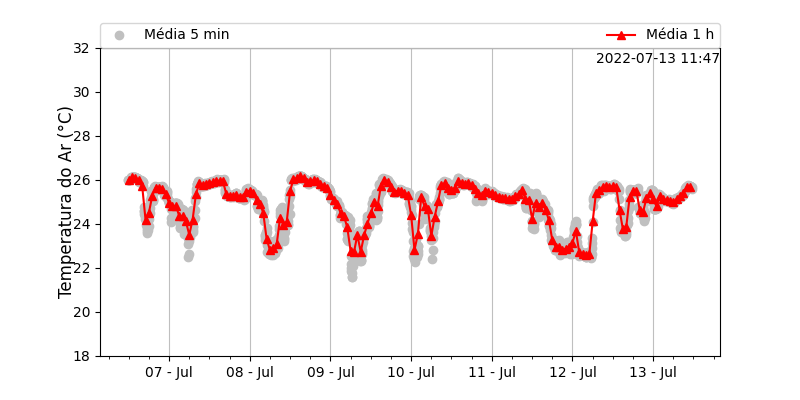 Média 5 min
Média 1 h
2022-07-13 11:47
Temperatura do Ar (°C)
32
30
28
26
24
22
20
18
07 - Jul
08 - Jul
09 - Jul
10 - Jul
11 - Jul
12 - Jul
13 - Jul